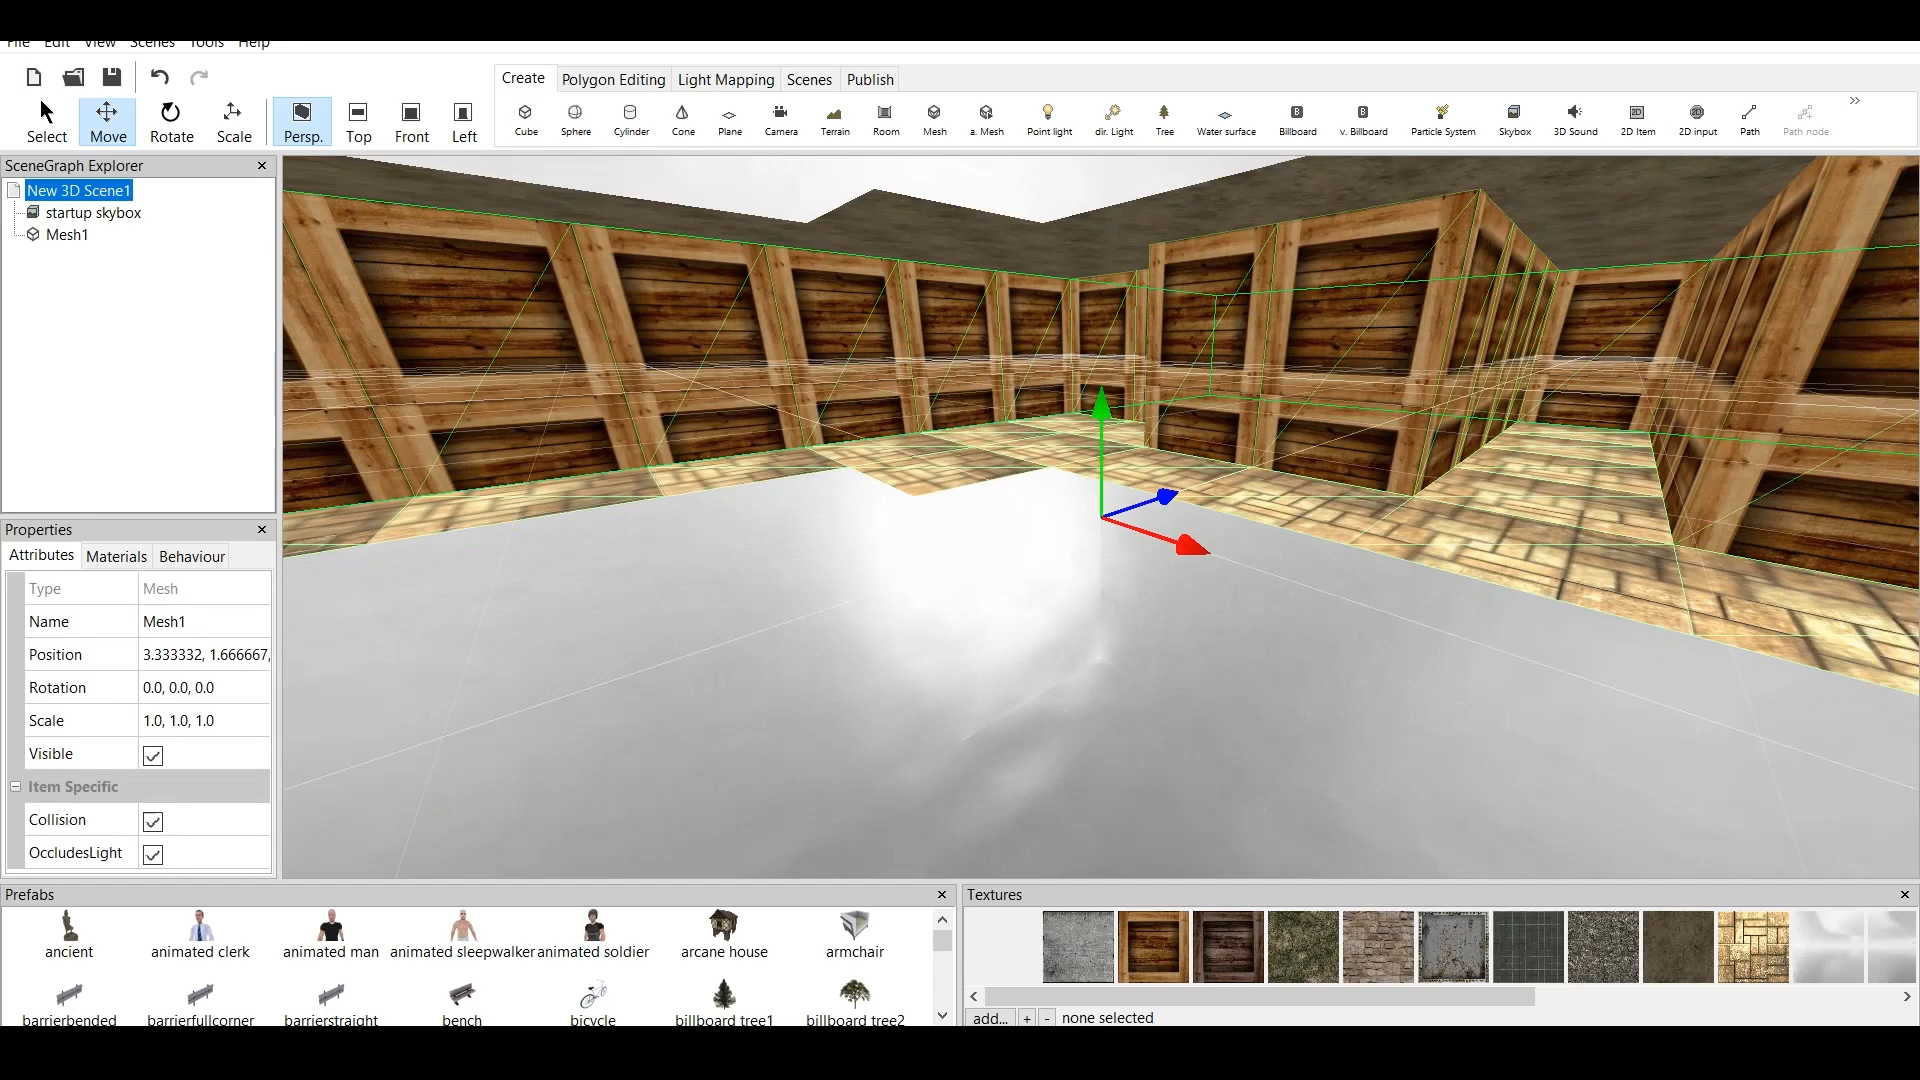 File Edit View Scenes Tools Help
Create Polygon Editing Light Mapping Scenes Publish
Select Move Rotate Scale Persp. Top Front Left
Cube Sphere Cylinder Cone Plane Camera Terrain Room Mesh a. Mesh Point light dir. Light Tree Water surface Billboard v. Billboard Particle System Skybox 3D Sound 2D Item 2D input Path Path node
SceneGraph Explorer
New 3D Scene1
startup skybox
Mesh1
Properties
Attributes Materials Behaviour
Type Mesh
Name Mesh1
Position 3.333332, 1.666667,
Rotation 0.0, 0.0, 0.0
Scale 1.0, 1.0, 1.0
Visible
Item Specific
Collision
OccludesLight
Prefabs
ancient animated clerk animated man animated sleepwalker animated soldier arcane house armchair
barrierbended barrierfullcorner barrierstraight bench bicycle billboard tree1 billboard tree2
Textures
add... + - none selected